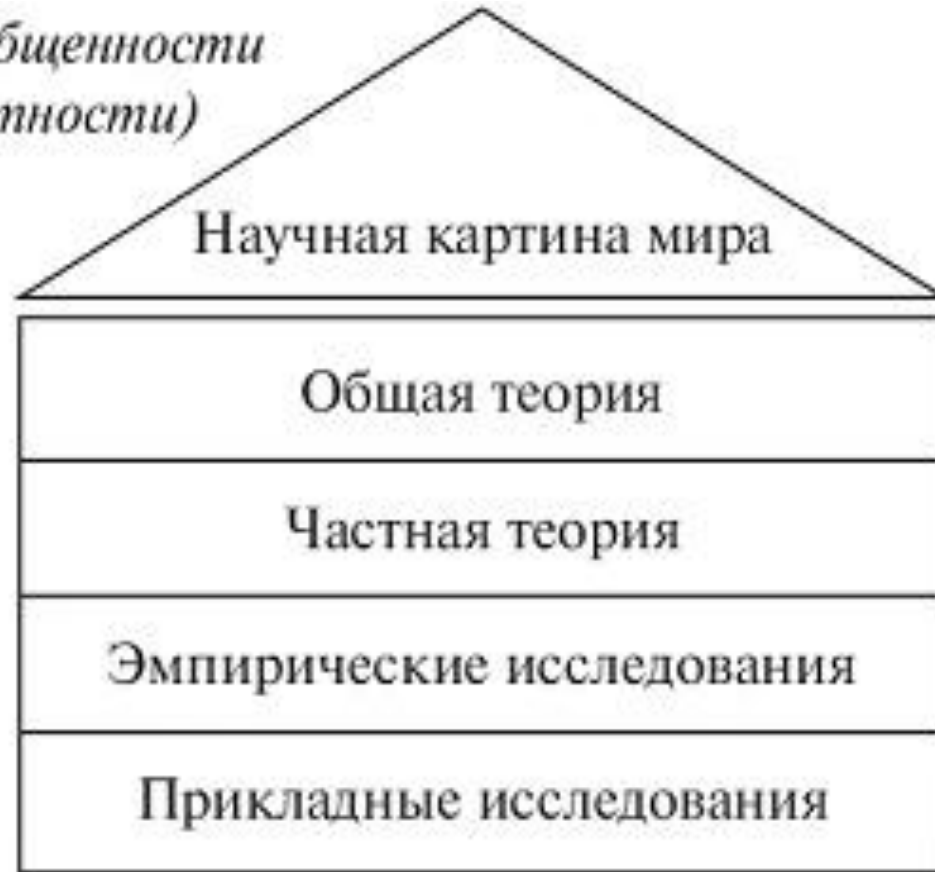 Научная картина мира
Общая теория
Частная теория
Эмпирические исследования
Прикладные исследования